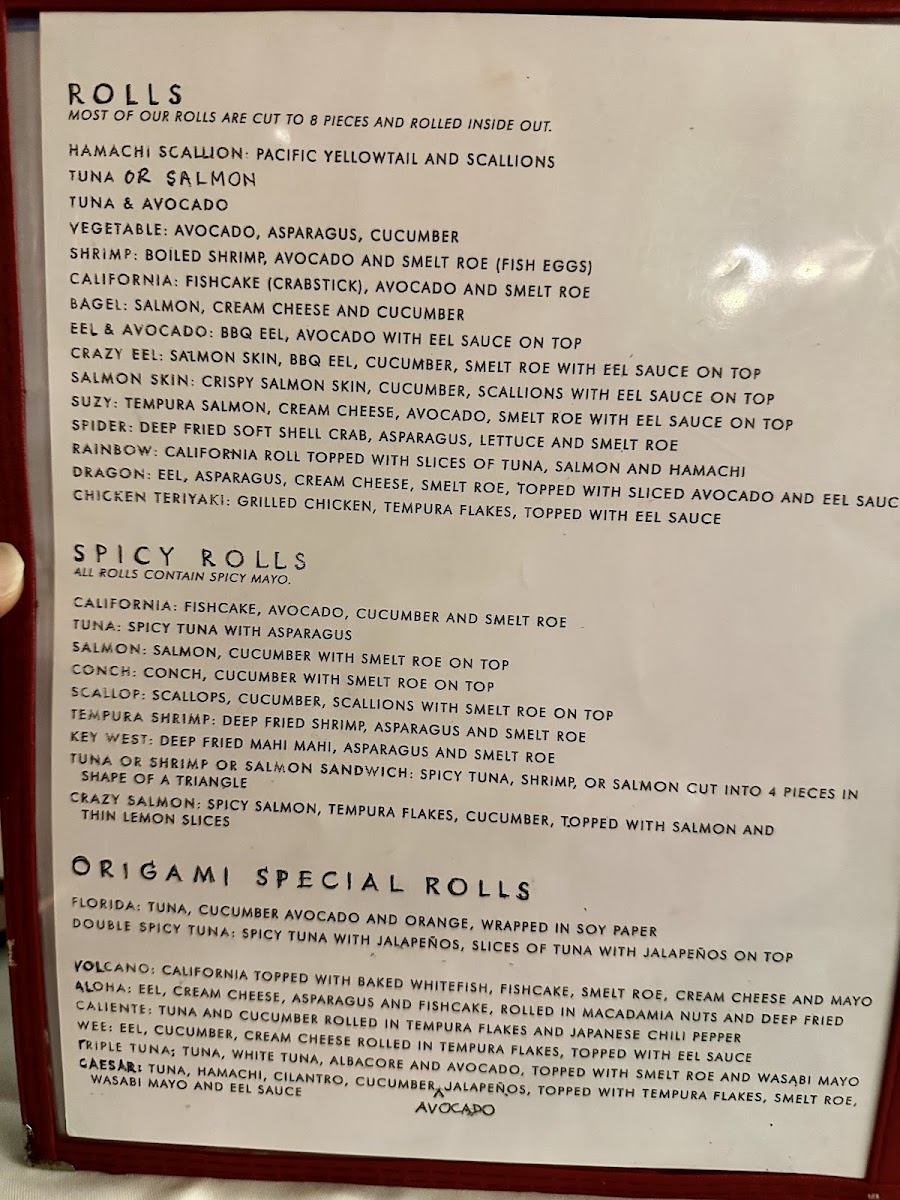 ROLLS
MOST OF OUR ROLLS ARE CUT TO 8 PIECES AND ROLLED INSIDE OUT.
HAMACHI SCALLION: PACIFIC YELLOWTAIL AND SCALLIONS
TUNA OR SALMON
TUNA & AVOCADO
VEGETABLE: AVOCADO, ASPARAGUS, CUCUMBER
SHRIMP: BOILED SHRIMP, AVOCADO AND SMELT ROE (FISH EGGS)
CALIFORNIA: FISHCAKE (CRABSTICK), AVOCADO AND SMELT ROE
BAGEL: SALMON, CREAM CHEESE AND CUCUMBER
EEL & AVOCADO: BBQ EEL, AVOCADO WITH EEL SAUCE ON TOP
CRAZY EEL: SALMON SKIN, BBQ EEL, CUCUMBER, SMELT ROE WITH EEL SAUCE ON TOP
SALMON SKIN: CRISPY SALMON SKIN, CUCUMBER, SCALLIONS WITH EEL SAUCE ON TOP
SUZY: TEMPURA SALMON, CREAM CHEESE, AVOCADO, SMELT ROE WITH EEL SAUCE ON TOP
SPIDER: DEEP FRIED SOFT SHELL CRAB, ASPARAGUS, LETTUCE AND SMELT ROE
RAINBOW: CALIFORNIA ROLL TOPPED WITH SLICES OF TUNA, SALMON AND HAMACHI
DRAGON: EEL, ASPARAGUS, CREAM CHEESE, SMELT ROE, TOPPED WITH SLICED AVOCADO AND EEL SAUC
CHICKEN TERIYAKI: GRILLED CHICKEN, TEMPURA FLAKES, TOPPED WITH EEL SAUCE
SPICY ROLLS
ALL ROLLS CONTAIN SPICY MAYO.
CALIFORNIA: FISHCAKE, AVOCADO, CUCUMBER AND SMELT ROE
TUNA: SPICY TUNA WITH ASPARAGUS
SALMON: SALMON, CUCUMBER WITH SMELT ROE ON TOP
CONCH: CONCH, CUCUMBER WITH SMELT ROE ON TOP
SCALLOP: SCALLOPS, CUCUMBER, SCALLIONS WITH SMELT ROE ON TOP
TEMPURA SHRIMP: DEEP FRIED SHRIMP, ASPARAGUS AND SMELT ROE
KEY WEST: DEEP FRIED MAHI MAHI, ASPARAGUS AND SMELT ROE
TUNA OR SHRIMP OR SALMON SANDWICH: SPICY TUNA, SHRIMP, OR SALMON CUT INTO 4 PIECES IN
SHAPE OF A TRIANGLE
CRAZY SALMON: SPICY SALMON, TEMPURA FLAKES, CUCUMBER, TOPPED WITH SALMON AND
THIN LEMON SLICES
ORIGAMI SPECIAL ROLLS
FLORIDA: TUNA, CUCUMBER AVOCADO AND ORANGE, WRAPPED IN SOY PAPER
DOUBLE SPICY TUNA: SPICY TUNA WITH JALAPEÑOS, SLICES OF TUNA WITH JALAPEÑOS ON TOP
VOLCANO: CALIFORNIA TOPPED WITH BAKED WHITEFISH, FISHCAKE, SMELT ROE, CREAM CHEESE AND MAYO
ALOHA: EEL, CREAM CHEESE, ASPARAGUS AND FISHCAKE, ROLLED IN MACADAMIA NUTS AND DEEP FRIED
CALIENTE: TUNA AND CUCUMBER ROLLED IN TEMPURA FLAKES AND JAPANESE CHILI PEPPER
WEE: EEL, CUCUMBER, CREAM CHEESE ROLLED IN TEMPURA FLAKES, TOPPED WITH EEL SAUCE
TRIPLE TUNA: TUNA, WHITE TUNA, ALBACORE AND AVOCADO, TOPPED WITH SMELT ROE AND WASABI MAYO
CAESAR: TUNA, HAMACHI, CILANTRO, CUCUMBER, JALAPEÑOS, TOPPED WITH TEMPURA FLAKES, SMELT ROE,
WASABI MAYO AND EEL SAUCE
AVOCADO